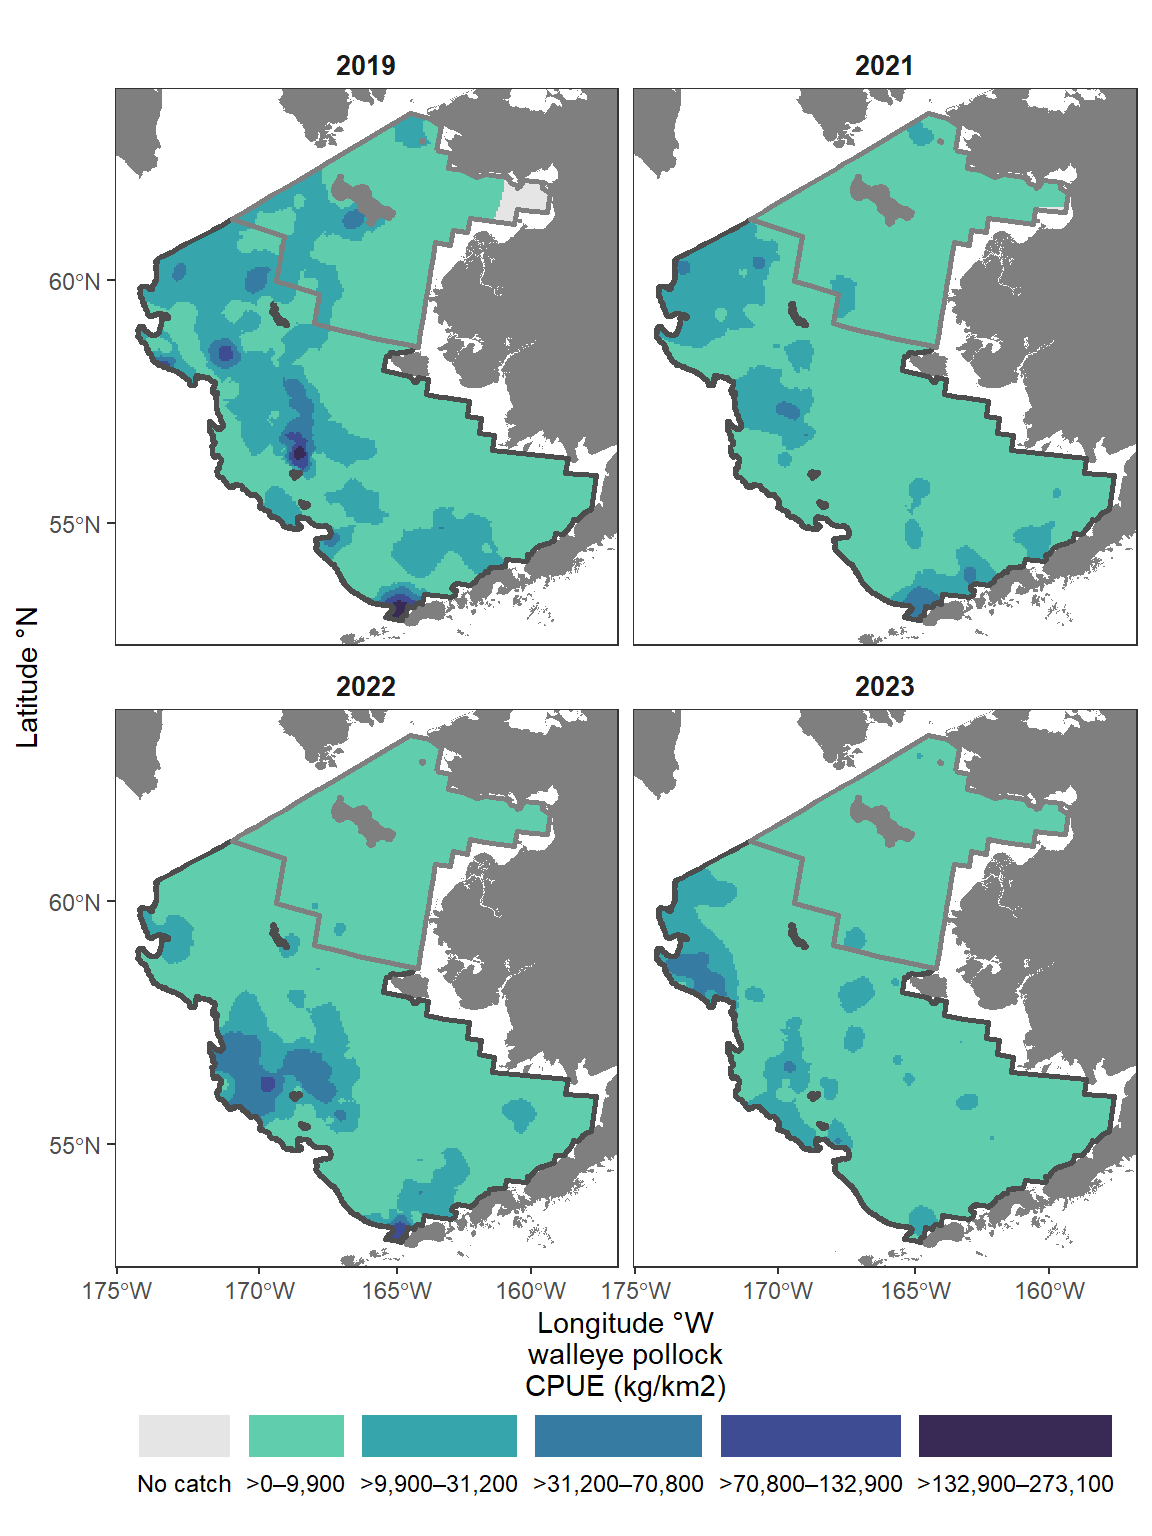 2019
2021
60°N
55°N
Latitude °N
2022
2023
60°N
55°N
175°W
170°W
165°W
160°W
175°W
170°W
165°W
160°W
Longitude °W
walleye pollock
CPUE (kg/km2)
No catch
>0–9,900
>9,900–31,200
>31,200–70,800
>70,800–132,900
>132,900–273,100